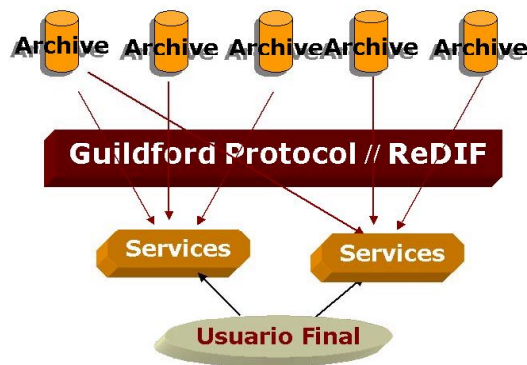 Archive Archive Archive Archive Archive
Guildford Protocol // ReDIF
Services Services
Usuario Final